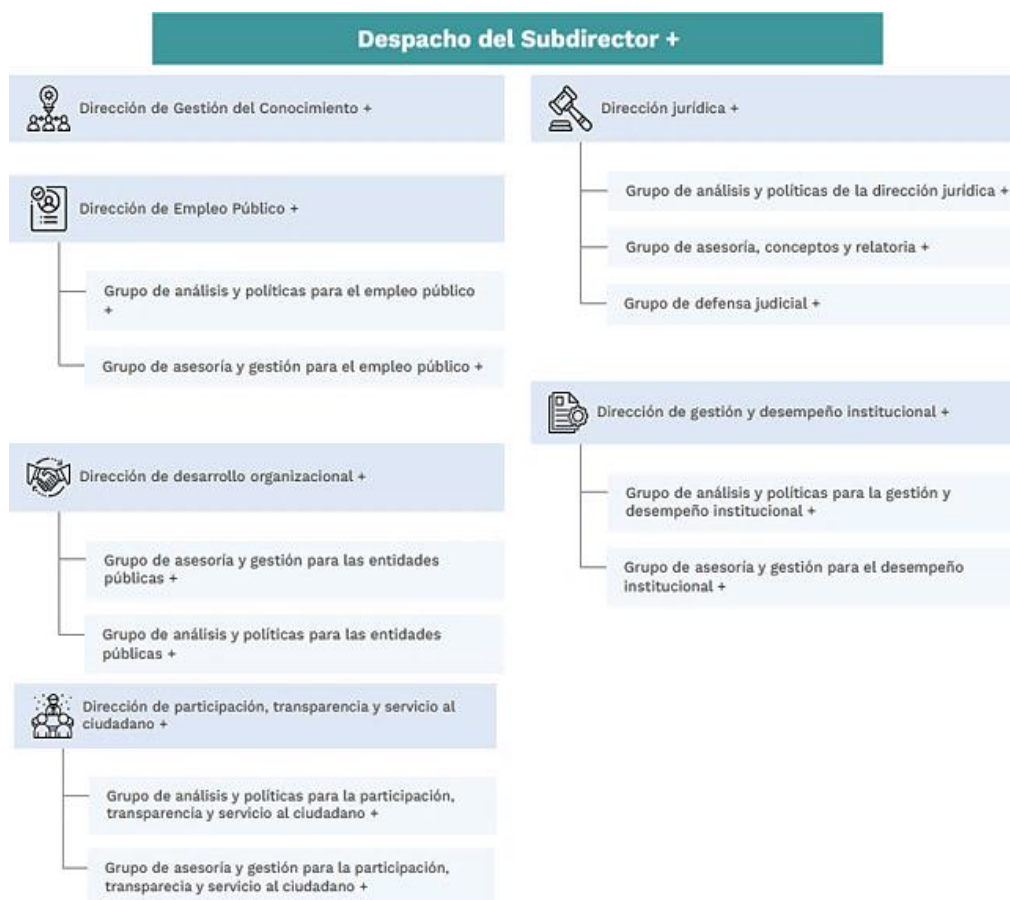 Despacho del Subdirector +
Dirección de Gestión del Conocimiento +
Dirección de Empleo Público +
Grupo de análisis y políticas para el empleo público
+
Grupo de asesoría y gestión para el empleo público +
Dirección de desarrollo organizacional +
Grupo de asesoría y gestión para las entidades
públicas +
Grupo de análisis y políticas para las entidades
públicas +
Dirección de participación, transparencia y servicio al
ciudadano +
Grupo de análisis y políticas para la participación,
transparencia y servicio al ciudadano +
Grupo de asesoría y gestión para la participación,
transparecia y servicio al ciudadano +
Dirección jurídica +
Grupo de análisis y políticas de la dirección jurídica +
Grupo de asesoría, conceptos y relatoria +
Grupo de defensa judicial +
Dirección de gestión y desempeño institucional +
Grupo de análisis y políticas para la gestión y
desempeño institucional +
Grupo de asesoría y gestión para el desempeño
institucional +